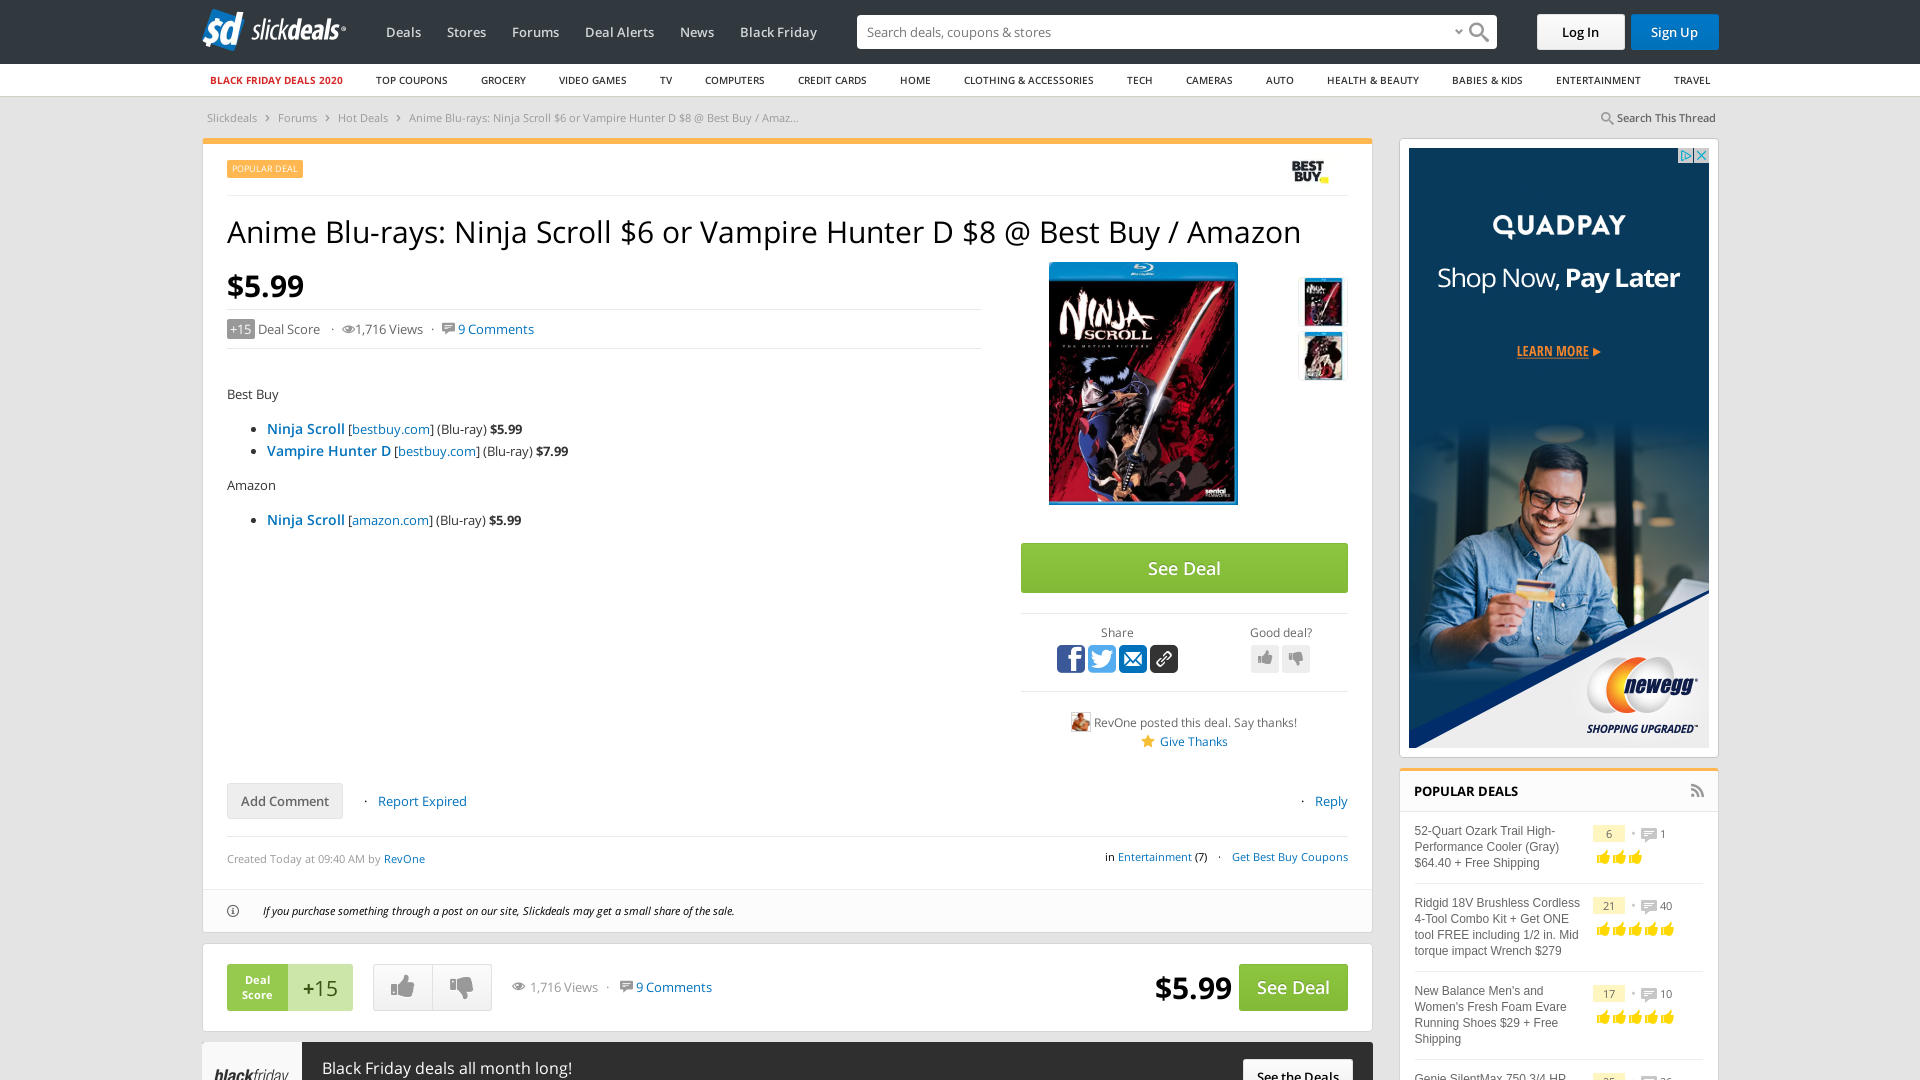 slickdeals
Deals
Stores
Forums
Deal Alerts
News
Black Friday
Search deals, coupons & stores
Log In
Sign Up
BLACK FRIDAY DEALS 2020
TOP COUPONS
GROCERY
VIDEO GAMES
TV
COMPUTERS
CREDIT CARDS
HOME
CLOTHING & ACCESSORIES
TECH
CAMERAS
AUTO
HEALTH & BEAUTY
BABIES & KIDS
ENTERTAINMENT
TRAVEL
Slickdeals › Forums › Hot Deals › Anime Blu-rays: Ninja Scroll $6 or Vampire Hunter D $8 @ Best Buy / Amaz...
Search This Thread
POPULAR DEAL
BEST
BUY
Anime Blu-rays: Ninja Scroll $6 or Vampire Hunter D $8 @ Best Buy / Amazon
$5.99
+15 Deal Score · 1,716 Views · 9 Comments
Best Buy
• Ninja Scroll [bestbuy.com] (Blu-ray) $5.99
• Vampire Hunter D [bestbuy.com] (Blu-ray) $7.99
Amazon
• Ninja Scroll [amazon.com] (Blu-ray) $5.99
NINJA
SCROLL
THE MOTION PICTURE
sentai
See Deal
Share
Good deal?
RevOne posted this deal. Say thanks!
Give Thanks
Add Comment · Report Expired
· Reply
Created Today at 09:40 AM by RevOne
in Entertainment (7) · Get Best Buy Coupons
If you purchase something through a post on our site, Slickdeals may get a small share of the sale.
Deal
Score
+15
1,716 Views · 9 Comments
$5.99
See Deal
blackfriday
Black Friday deals all month long!
See the Deals
QUADPAY
Shop Now, Pay Later
LEARN MORE
newegg
SHOPPING UPGRADED™
POPULAR DEALS
52-Quart Ozark Trail High-
Performance Cooler (Gray)
$64.40 + Free Shipping
6 • 1
Ridgid 18V Brushless Cordless
4-Tool Combo Kit + Get ONE
tool FREE including 1/2 in. Mid
torque impact Wrench $279
21 • 40
New Balance Men's and
Women's Fresh Foam Evare
Running Shoes $29 + Free
Shipping
17 • 10
Genie SilentMax 750 3/4 HP